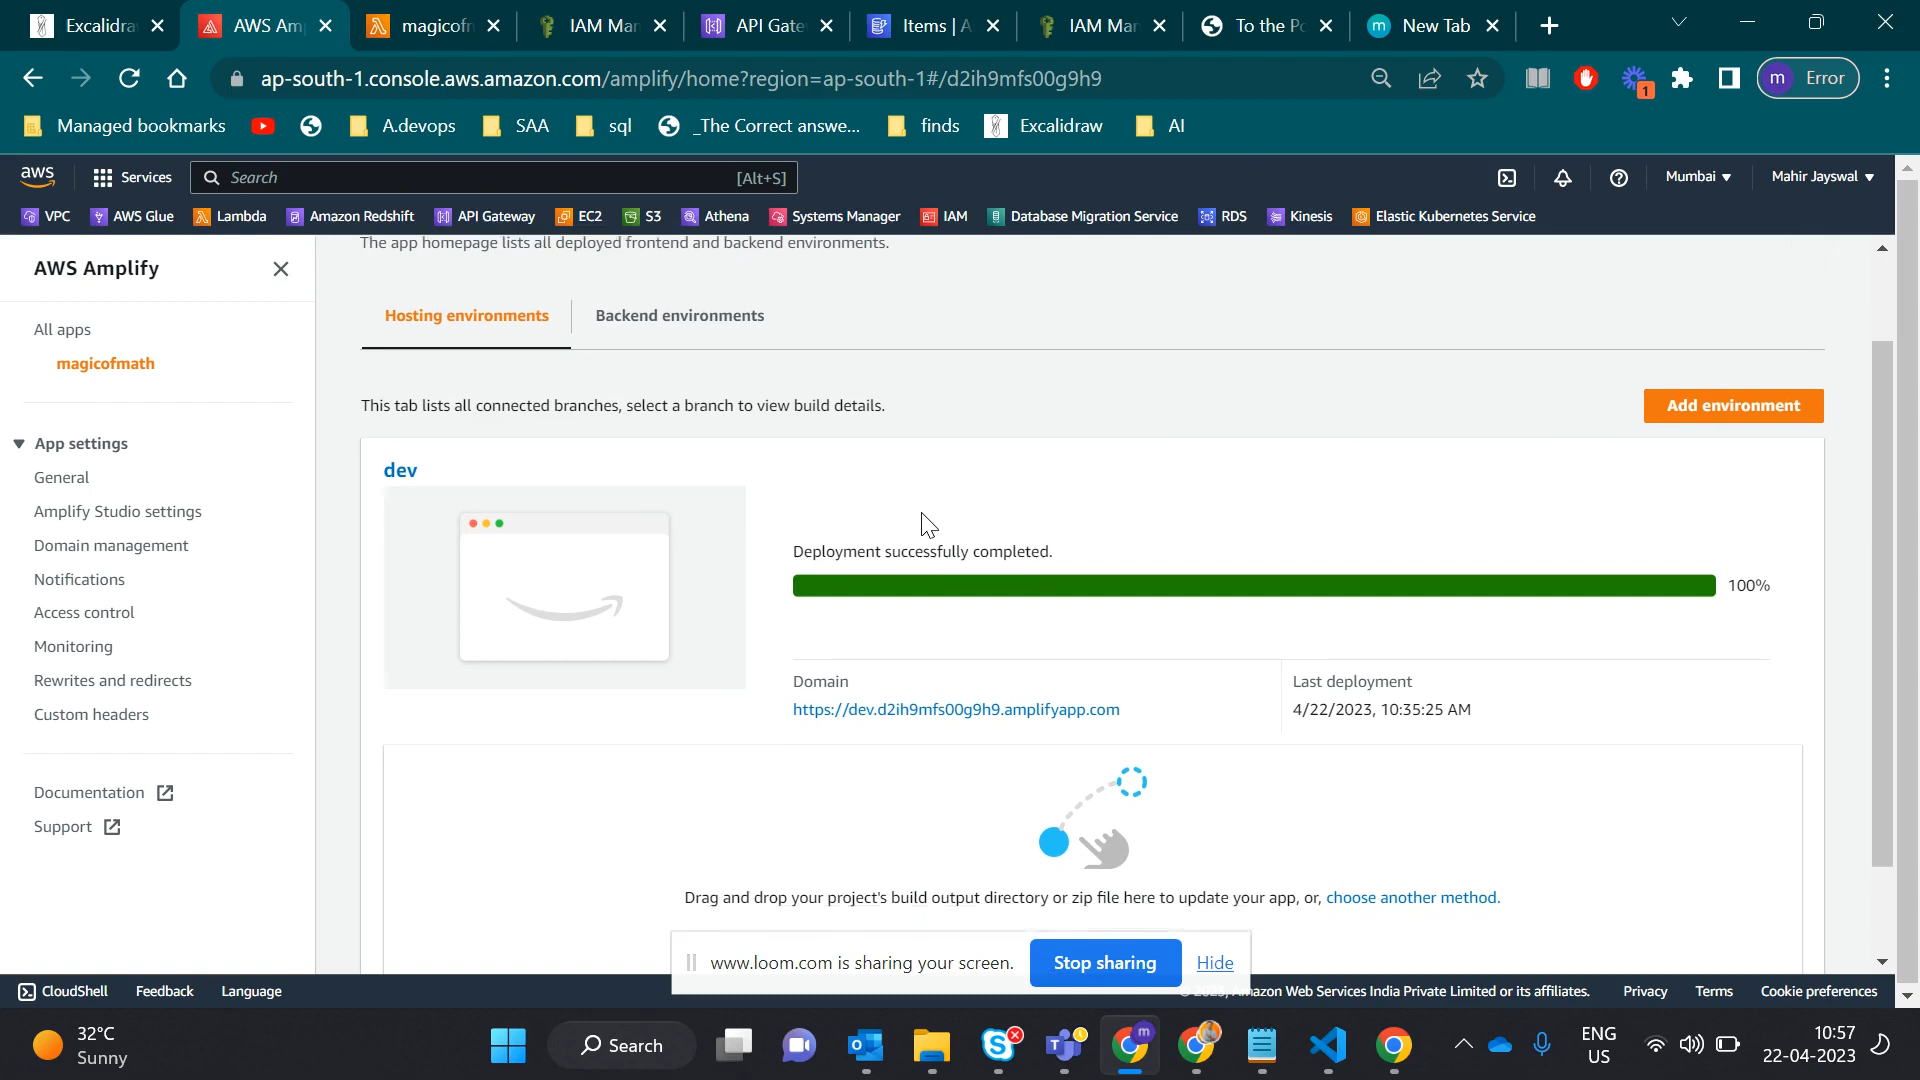 Excalidra
AWS Am
magicofm
IAM Man
API Gate
Items | A
IAM Man
To the Po
m
New Tab
ap-south-1.console.aws.amazon.com/amplify/home?region=ap-south-1#/d2ih9mfs00g9h9
1
m
Error
Managed bookmarks
A.devops
SAA
sql
_The Correct answe...
finds
Excalidraw
AI
aws
Services
Search
[Alt+S]
Mumbai
Mahir Jayswal
VPC
AWS Glue
Lambda
Amazon Redshift
API Gateway
EC2
S3
Athena
Systems Manager
IAM
Database Migration Service
RDS
Kinesis
Elastic Kubernetes Service
AWS Amplify
All apps
magicofmath
App settings
General
Amplify Studio settings
Domain management
Notifications
Access control
Monitoring
Rewrites and redirects
Custom headers
Documentation
Support
The app homepage lists all deployed frontend and backend environments.
Hosting environments
Backend environments
This tab lists all connected branches, select a branch to view build details.
Add environment
dev
Deployment successfully completed.
100%
Domain
https://dev.d2ih9mfs00g9h9.amplifyapp.com
Last deployment
4/22/2023, 10:35:25 AM
Drag and drop your project's build output directory or zip file here to update your app, or, choose another method.
www.loom.com is sharing your screen.
Stop sharing
Hide
CloudShell
Feedback
Language
© 2023, Amazon Web Services India Private Limited or its affiliates.
Privacy
Terms
Cookie preferences
32°C
Sunny
Search
m
ENG
US
10:57
22-04-2023